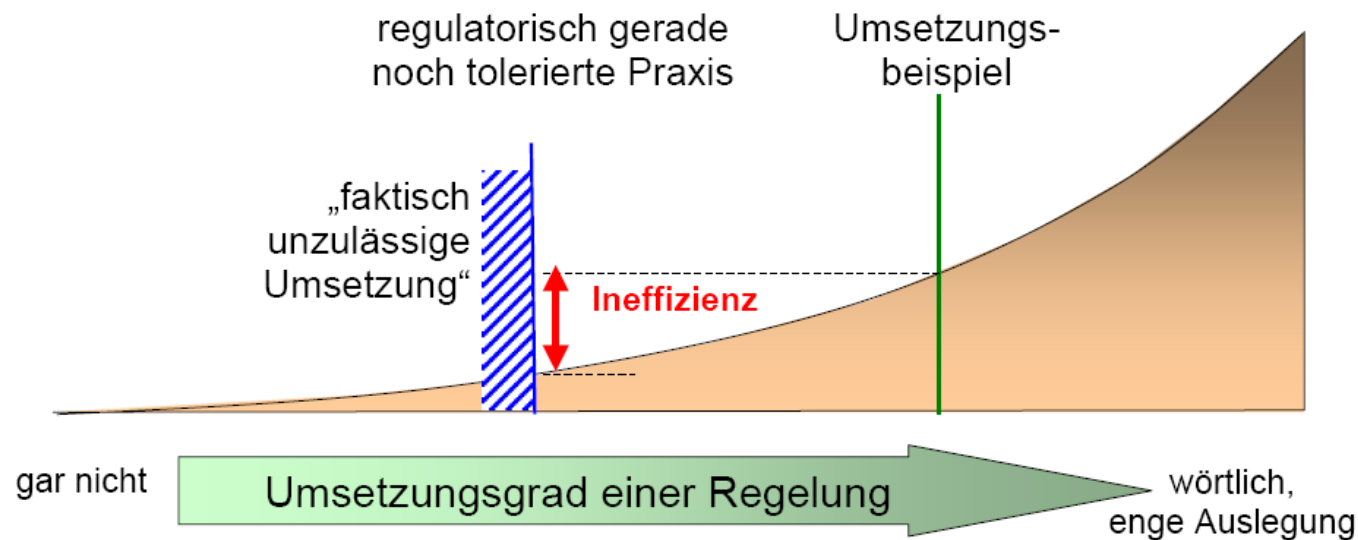 regulatorisch gerade
noch tolerierte Praxis
Umsetzungs-
beispiel
„faktisch
unzulässige
Umsetzung“
Ineffizienz
gar nicht
Umsetzungsgrad einer Regelung
wörtlich,
enge Auslegung